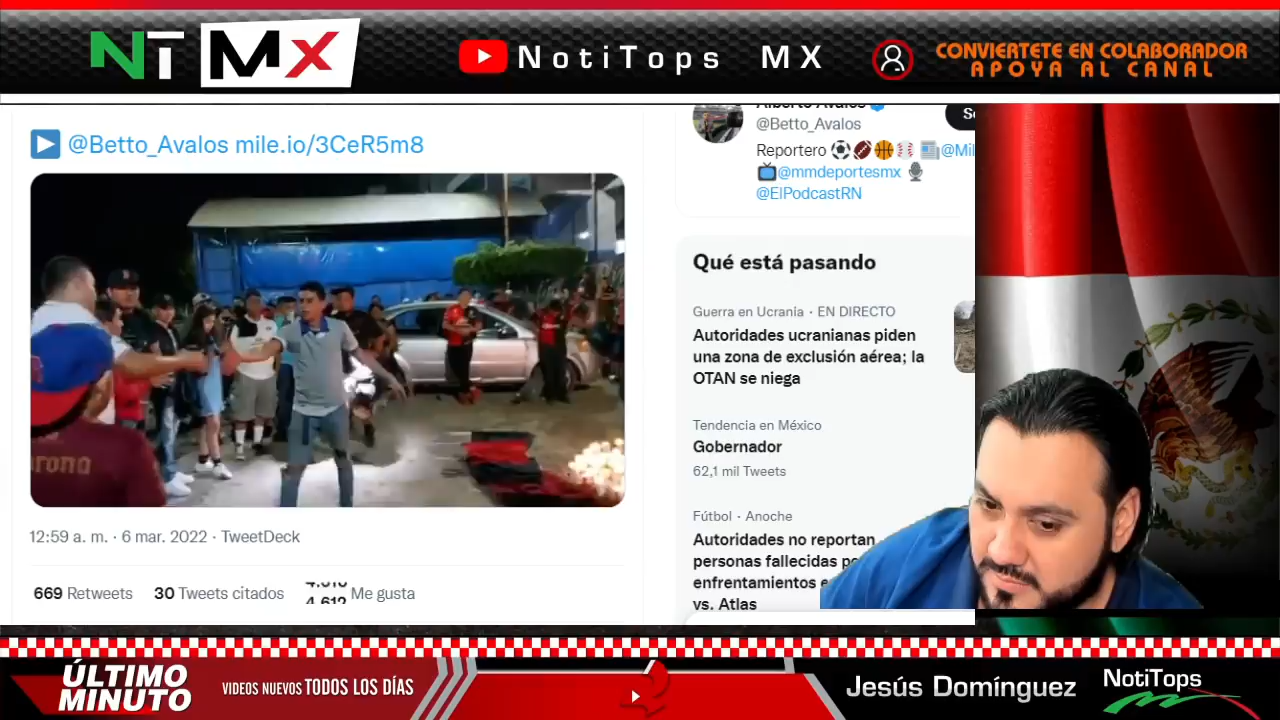 NT MX
NotiTops MX
CONVIERTETE EN COLABORADOR
APOYA AL CANAL
@Betto_Avalos mile.io/3CeR5m8
orona
12:59 a. m. · 6 mar. 2022 · TweetDeck
669 Retweets 30 Tweets citados Me gusta
Alberto Avalos
@Betto_Avalos
Reportero @Mil
@mmdeportesmx
@ElPodcastRN
Qué está pasando
Guerra en Ucrania · EN DIRECTO
Autoridades ucranianas piden
una zona de exclusión aérea; la
OTAN se niega
Tendencia en México
Gobernador
62,1 mil Tweets
Fútbol · Anoche
Autoridades no reportan
personas fallecidas po
enfrentamientos e
vs. Atlas
ÚLTIMO
MINUTO
VIDEOS NUEVOS TODOS LOS DÍAS
Jesús Domínguez
NotiTops